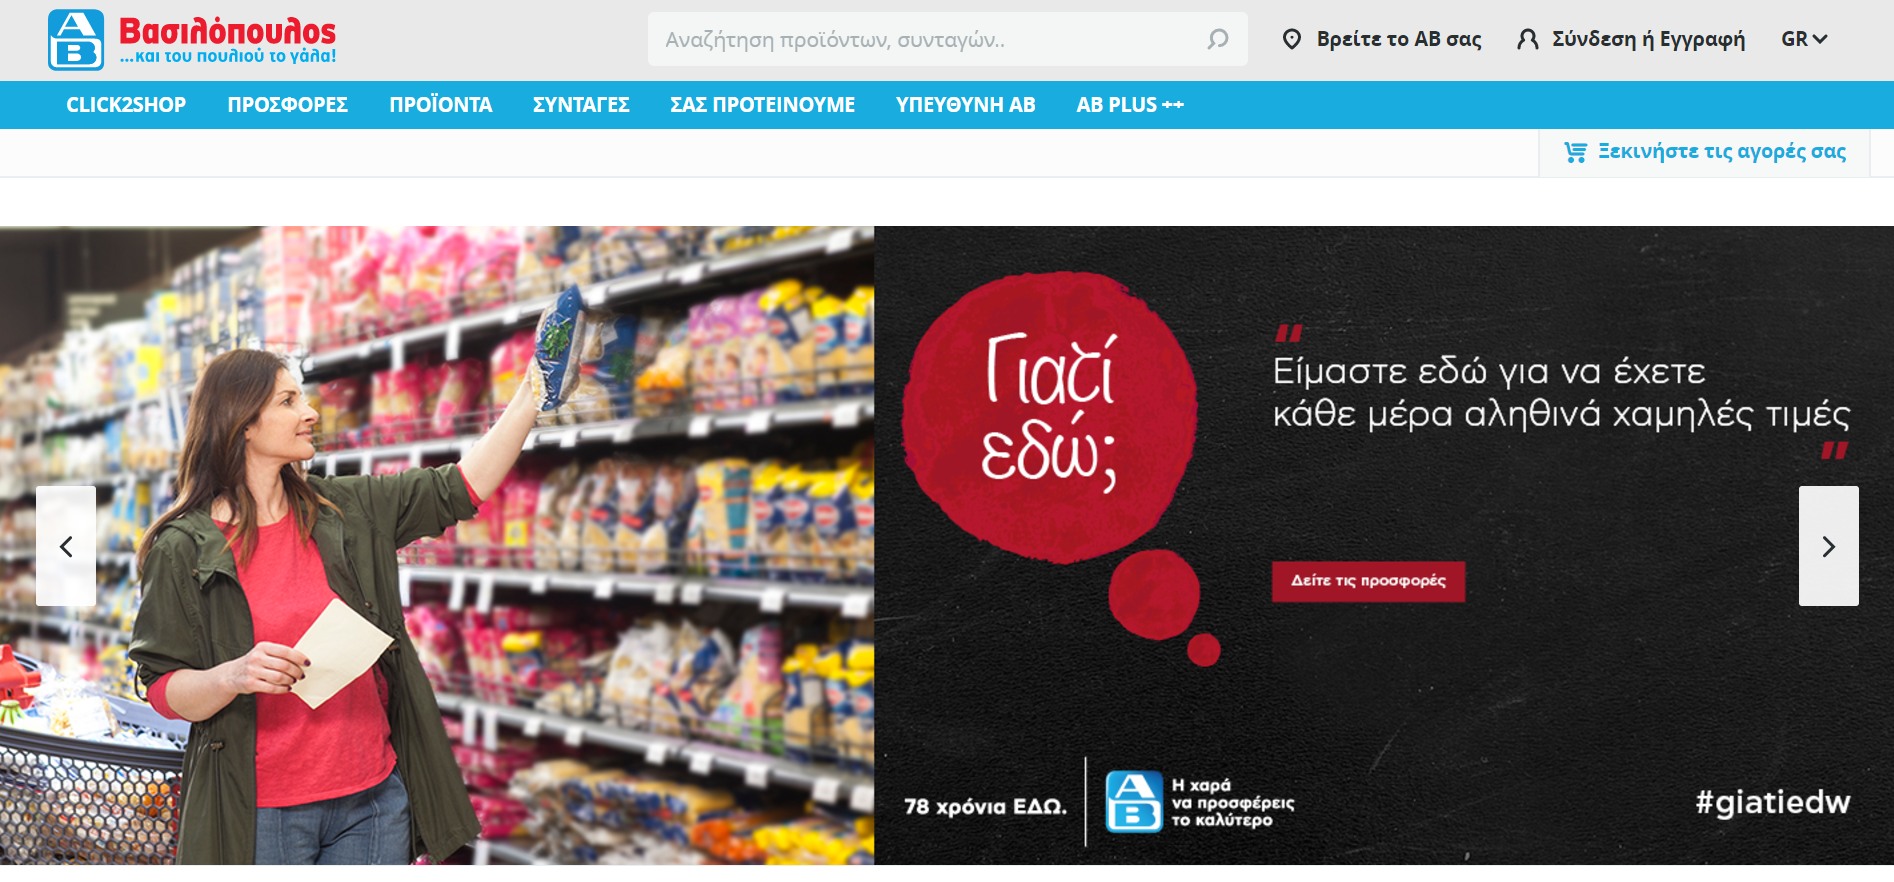 AB
Βασιλόπουλος
...και του πουλιού το γάλα!
Αναζήτηση προϊόντων, συνταγών..
Βρείτε το ΑΒ σας
Σύνδεση ή Εγγραφή
GR
CLICK2SHOP ΠΡΟΣΦΟΡΕΣ ΠΡΟΪΟΝΤΑ ΣΥΝΤΑΓΕΣ ΣΑΣ ΠΡΟΤΕΙΝΟΥΜΕ ΥΠΕΥΘΥΝΗ ΑΒ AB PLUS ++
Ξεκινήστε τις αγορές σας
Γιατί
εδώ;
"
Είμαστε εδώ για να έχετε
κάθε μέρα αληθινά χαμηλές τιμές
"
Δείτε τις προσφορές
78 χρόνια ΕΔΩ.
AB
Η χαρά
να προσφέρεις
το καλύτερο
#giatiedw